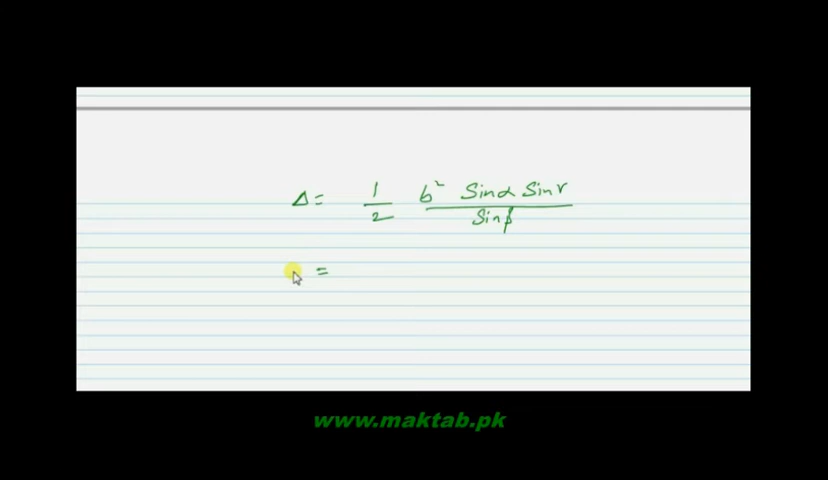 Δ = 1/2 b² Sinα Sinγ / Sinβ
=
www.maktab.pk